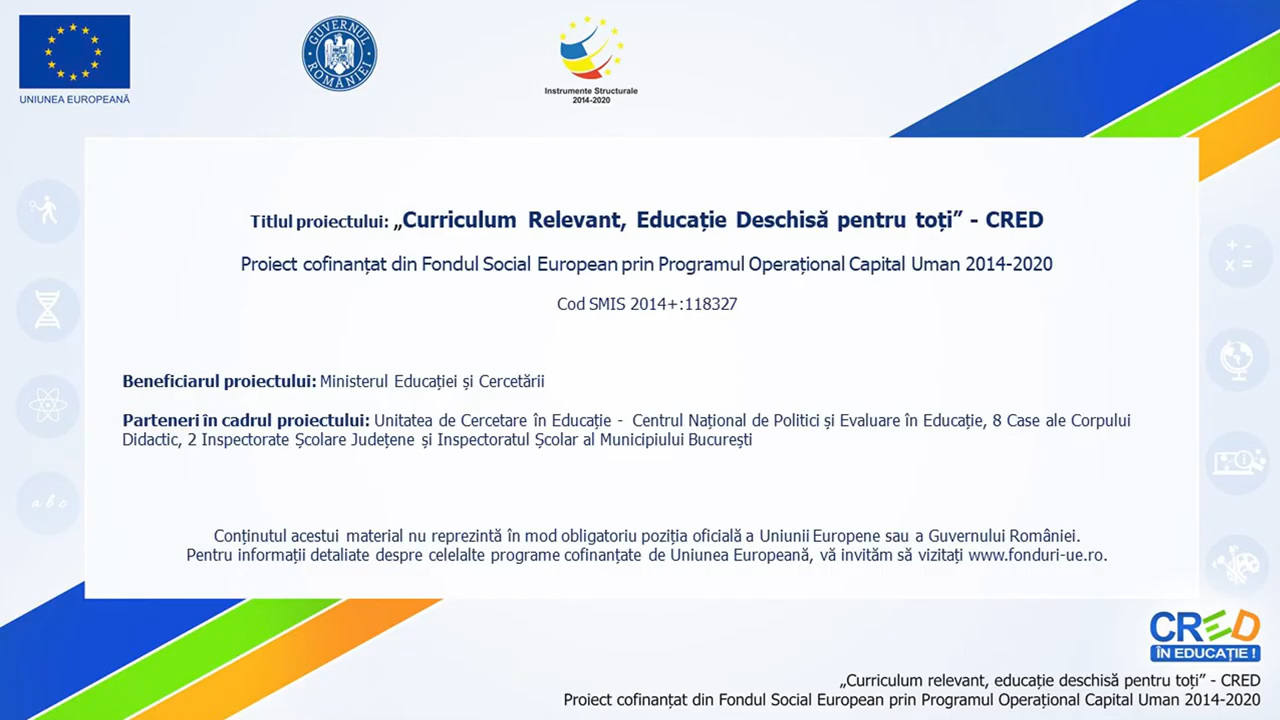 UNIUNEA EUROPEANĂ
GUVERNUL ROMÂNIEI
Instrumente Structurale
2014-2020
Titlul proiectului: „Curriculum Relevant, Educație Deschisă pentru toți” - CRED
Proiect cofinanțat din Fondul Social European prin Programul Operațional Capital Uman 2014-2020
Cod SMIS 2014+:118327
Beneficiarul proiectului: Ministerul Educației și Cercetării
Parteneri în cadrul proiectului: Unitatea de Cercetare în Educație - Centrul Național de Politici și Evaluare în Educație, 8 Case ale Corpului
Didactic, 2 Inspectorate Școlare Județene și Inspectoratul Școlar al Municipiului București
a b c
+ -
x =
Conținutul acestui material nu reprezintă în mod obligatoriu poziția oficială a Uniunii Europene sau a Guvernului României.
Pentru informații detaliate despre celelalte programe cofinanțate de Uniunea Europeană, vă invităm să vizitați www.fonduri-ue.ro.
CRED
ÎN EDUCAȚIE !
„Curriculum relevant, educație deschisă pentru toți” - CRED
Proiect cofinanțat din Fondul Social European prin Programul Operațional Capital Uman 2014-2020